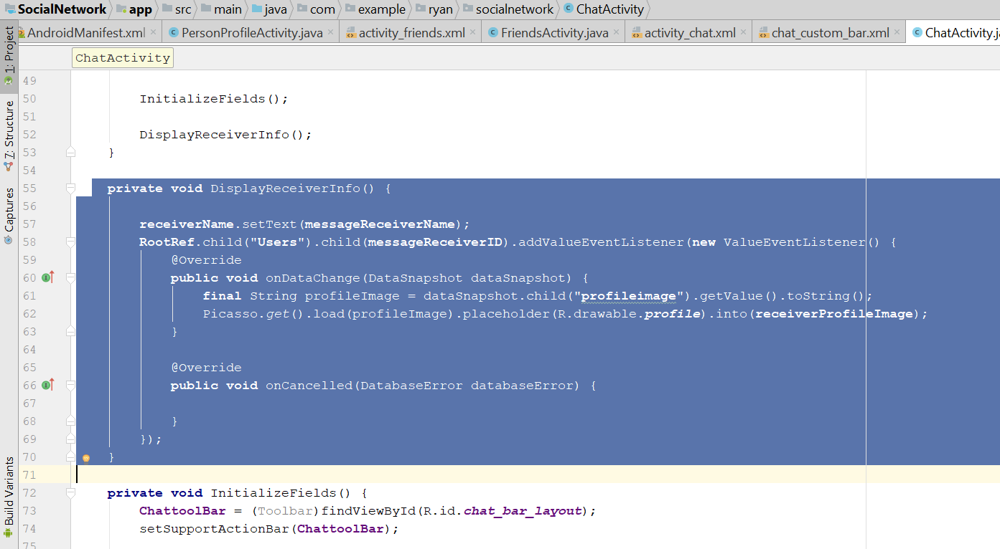 SocialNetwork app src main java com example ryan socialnetwork ChatActivity
AndroidManifest.xml PersonProfileActivity.java activity_friends.xml FriendsActivity.java activity_chat.xml chat_custom_bar.xml ChatActivity.j
1: Project
7: Structure
Captures
Build Variants
ChatActivity
49
50 InitializeFields();
51
52 DisplayReceiverInfo();
53 }
54
55 private void DisplayReceiverInfo() {
56
57 receiverName.setText(messageReceiverName);
58 RootRef.child("Users").child(messageReceiverID).addValueEventListener(new ValueEventListener() {
59 @Override
60 public void onDataChange(DataSnapshot dataSnapshot) {
61 final String profileImage = dataSnapshot.child("profileimage").getValue().toString();
62 Picasso.get().load(profileImage).placeholder(R.drawable.profile).into(receiverProfileImage);
63 }
64
65 @Override
66 public void onCancelled(DatabaseError databaseError) {
67
68 }
69 });
70 }
71
72 private void InitializeFields() {
73 ChattoolBar = (Toolbar)findViewById(R.id.chat_bar_layout);
74 setSupportActionBar(ChattoolBar);
75